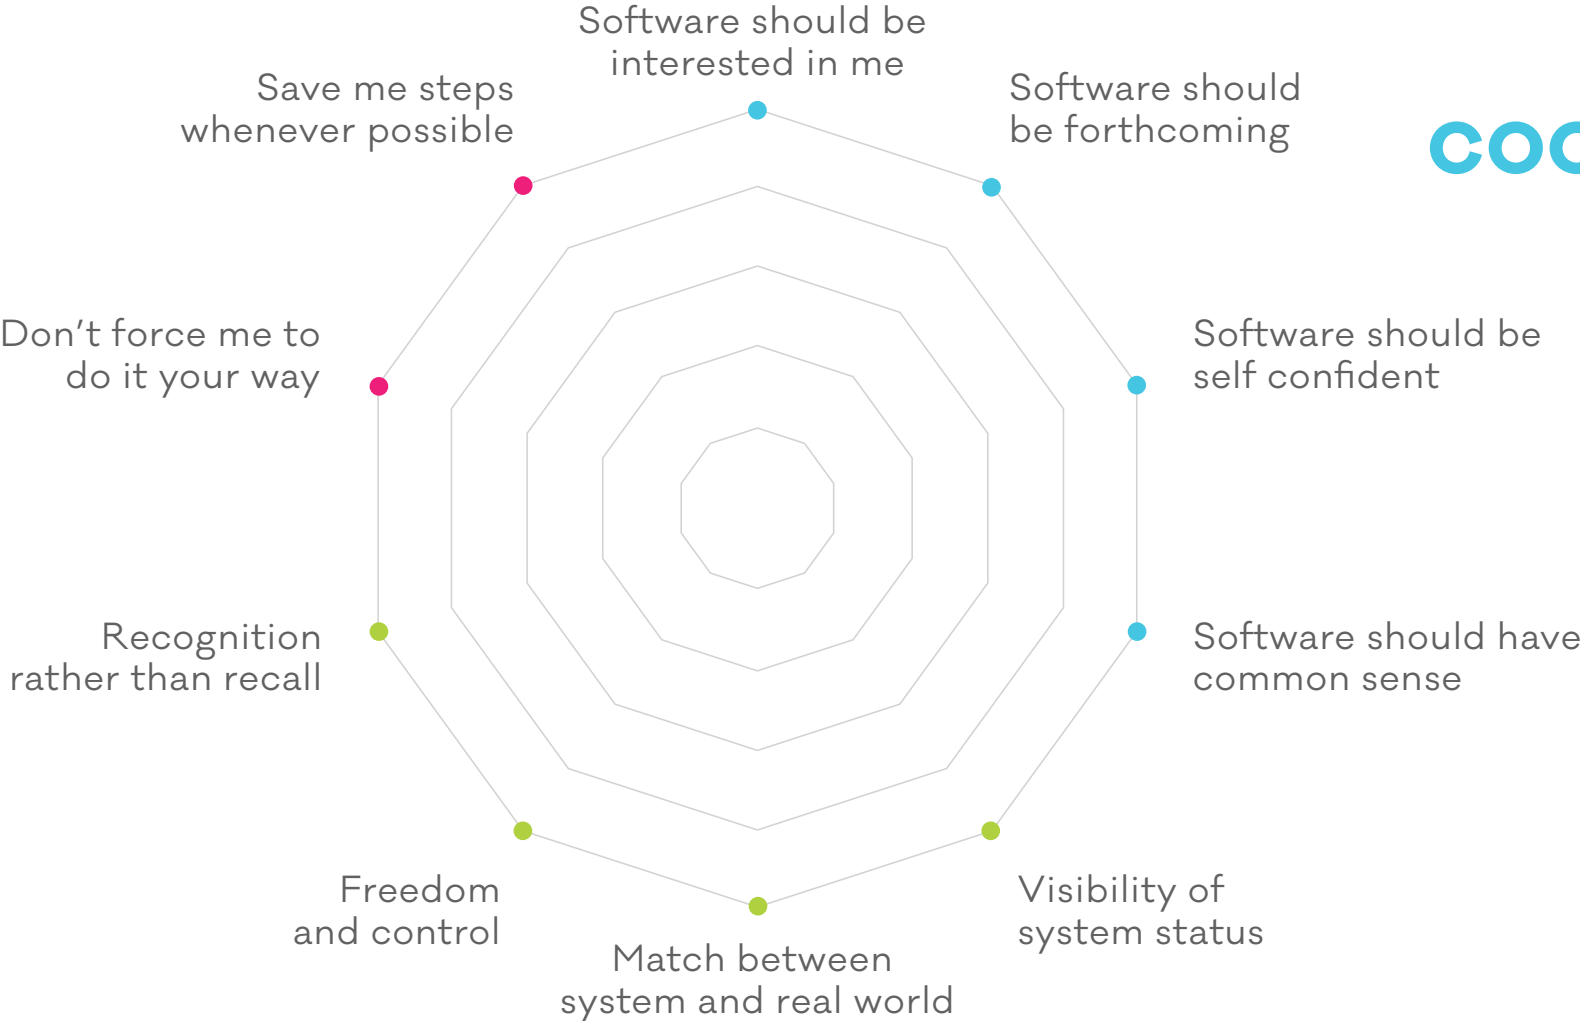 Software should be
interested in me
Save me steps
whenever possible
Software should
be forthcoming
Don't force me to
do it your way
Software should be
self confident
Recognition
rather than recall
Software should have
common sense
Freedom
and control
Visibility of
system status
Match between
system and real world